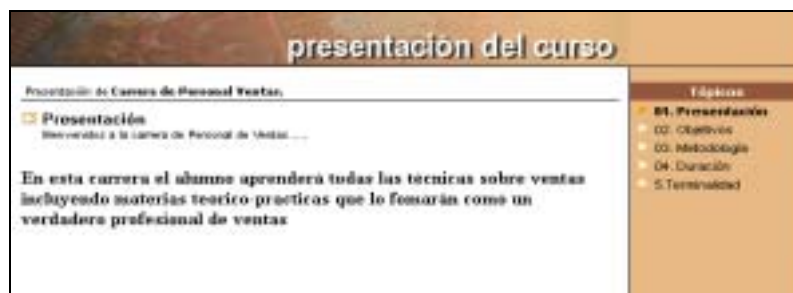 presentación del curso
Presentación de Carrera de Personal Ventas.
Presentación
Bienvenidos a la carrera de Personal de Ventas.....
En esta carrera el alumno aprenderá todas las técnicas sobre ventas
incluyendo materias teorico-practicas que lo fomarán como un
verdadero profesional de ventas
Tópicos
01. Presentación
02. Objetivos
03. Metodología
04. Duración
5.Terminalidad